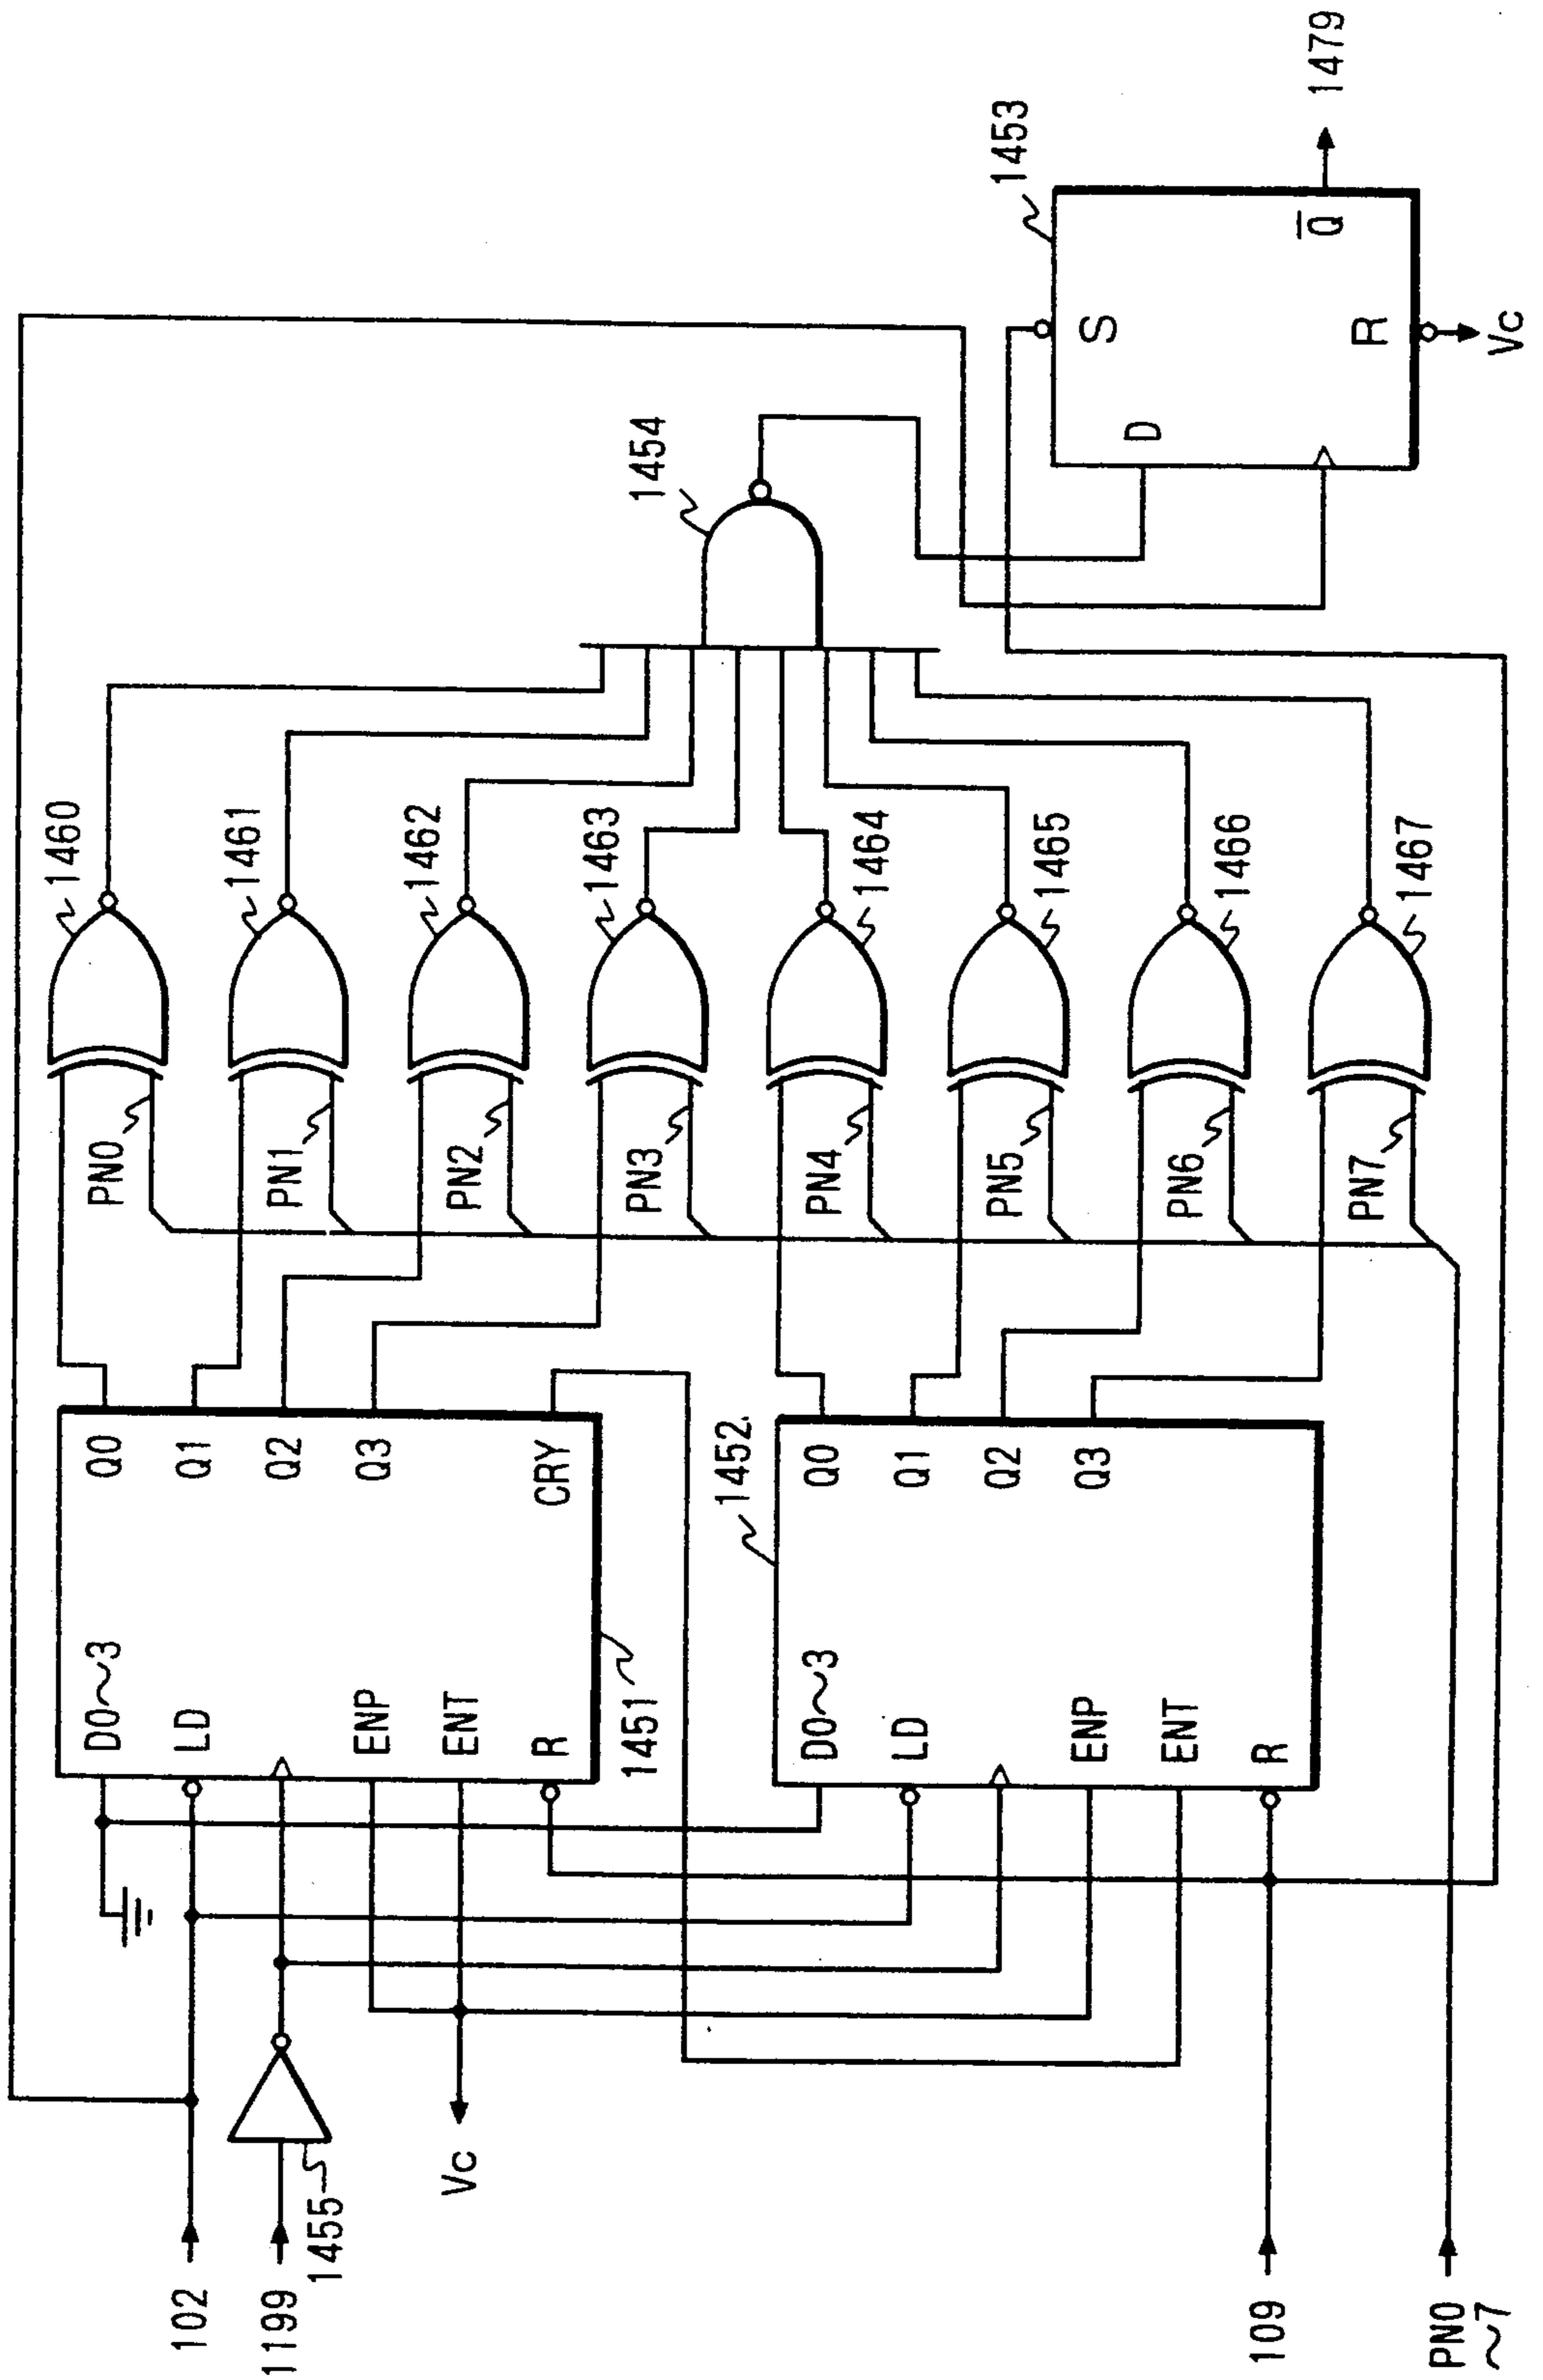 102
1199
1455
Vc
109
PN0
~7
D0~3
LD
ENP
ENT
R
Q0
Q1
Q2
Q3
CRY
1451
D0~3
LD
ENP
ENT
R
Q0
Q1
Q2
Q3
1452
PN0
PN1
PN2
PN3
PN4
PN5
PN6
PN7
1460
1461
1462
1463
1464
1465
1466
1467
1454
1453
D
S
R
Q̅
Vc
1479